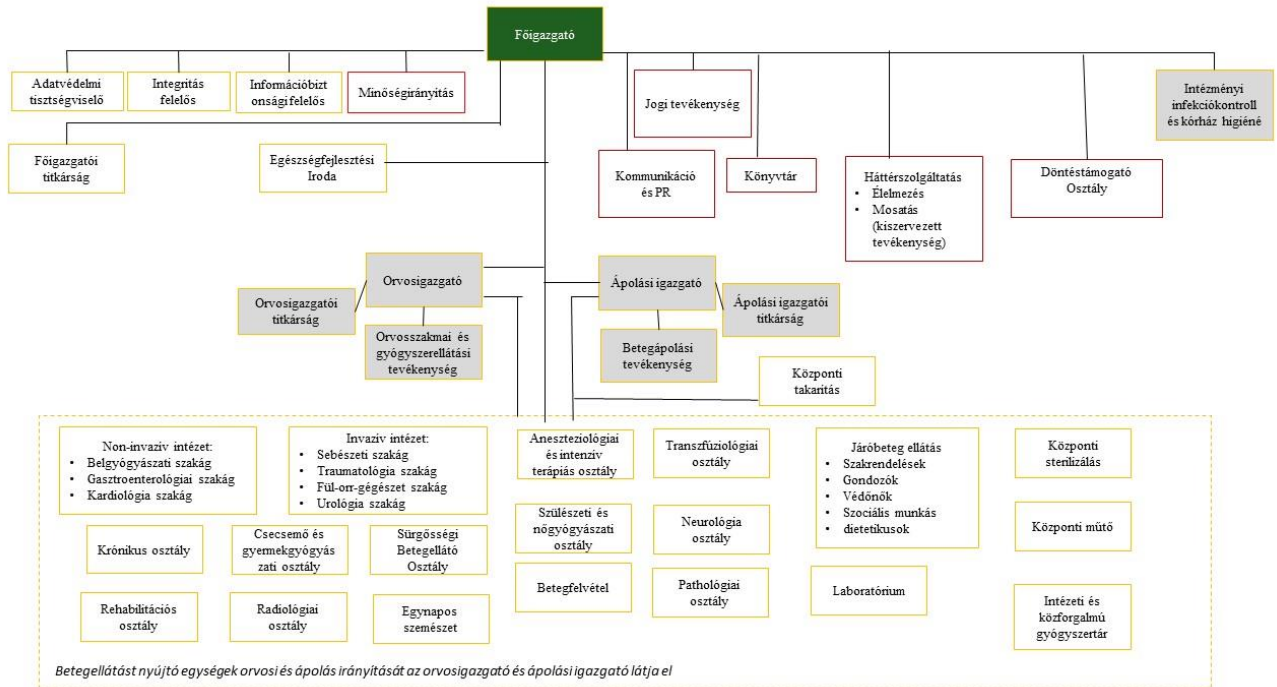 Főigazgató
Adatvédelmi
tisztségviselő
Integritás
felelős
Információbizt
onsági felelős
Minőségirányítás
Jogi tevékenység
Intézményi
infekciókontroll
és kórház higiéné
Főigazgatói
titkárság
Egészségfejlesztési
Iroda
Kommunikáció
és PR
Könyvtár
Háttérszolgáltatás
• Élelmezés
• Mosatás
(kiszervezett
tevékenység)
Döntéstámogató
Osztály
Orvosigazgató
Ápolási igazgató
Orvosigazgatói
titkárság
Ápolási igazgatói
titkárság
Orvosszakmai és
gyógyszerellátási
tevékenység
Betegápolási
tevékenység
Központi
takarítás
Non-invazív intézet:
• Belgyógyászati szakág
• Gasztroenterológiai szakág
• Kardiológia szakág
Invazív intézet:
• Sebészeti szakág
• Traumatológia szakág
• Fül-orr-gégészet szakág
• Urológia szakág
Aneszteziológiai
és intenzív
terápiás osztály
Transzfúziológiai
osztály
Járóbeteg ellátás
• Szakrendelések
• Gondozók
• Védőnők
• Szociális munkás
• dietetikusok
Központi
sterilizálás
Krónikus osztály
Csecsemő és
gyermekgyógyás
zati osztály
Sürgősségi
Betegellátó
Osztály
Szülészeti és
nőgyógyászati
osztály
Neurológia
osztály
Központi műtő
Rehabilitációs
osztály
Radiológiai
osztály
Egynapos
szemészet
Betegfelvétel
Pathológiai
osztály
Laboratórium
Intézeti és
közforgalmú
gyógyszertár
Betegellátást nyújtó egységek orvosi és ápolás irányítását az orvosigazgató és ápolási igazgató látja el